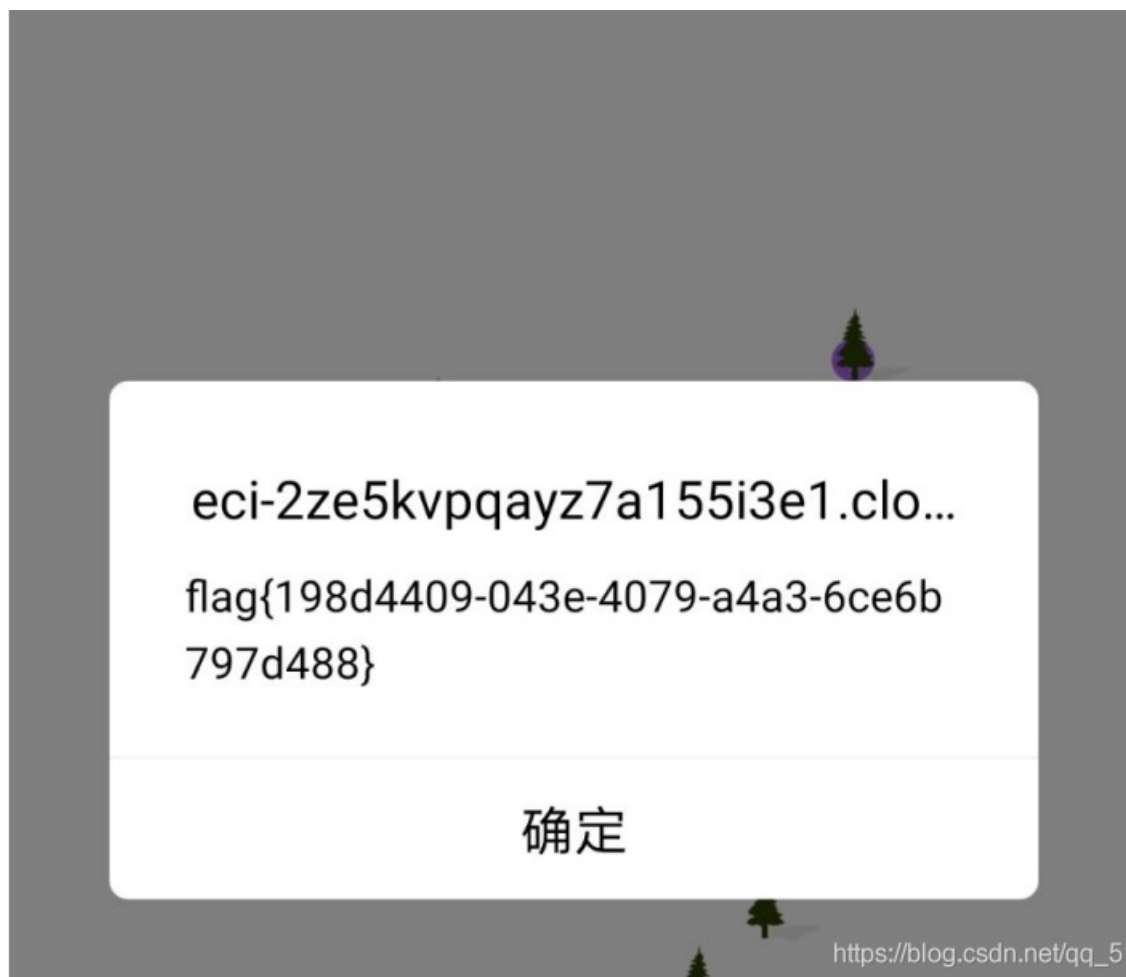 eci-2ze5kvpqayz7a155i3e1.clo…
flag{198d4409-043e-4079-a4a3-6ce6b
797d488}
确定
https://blog.csdn.net/qq_5